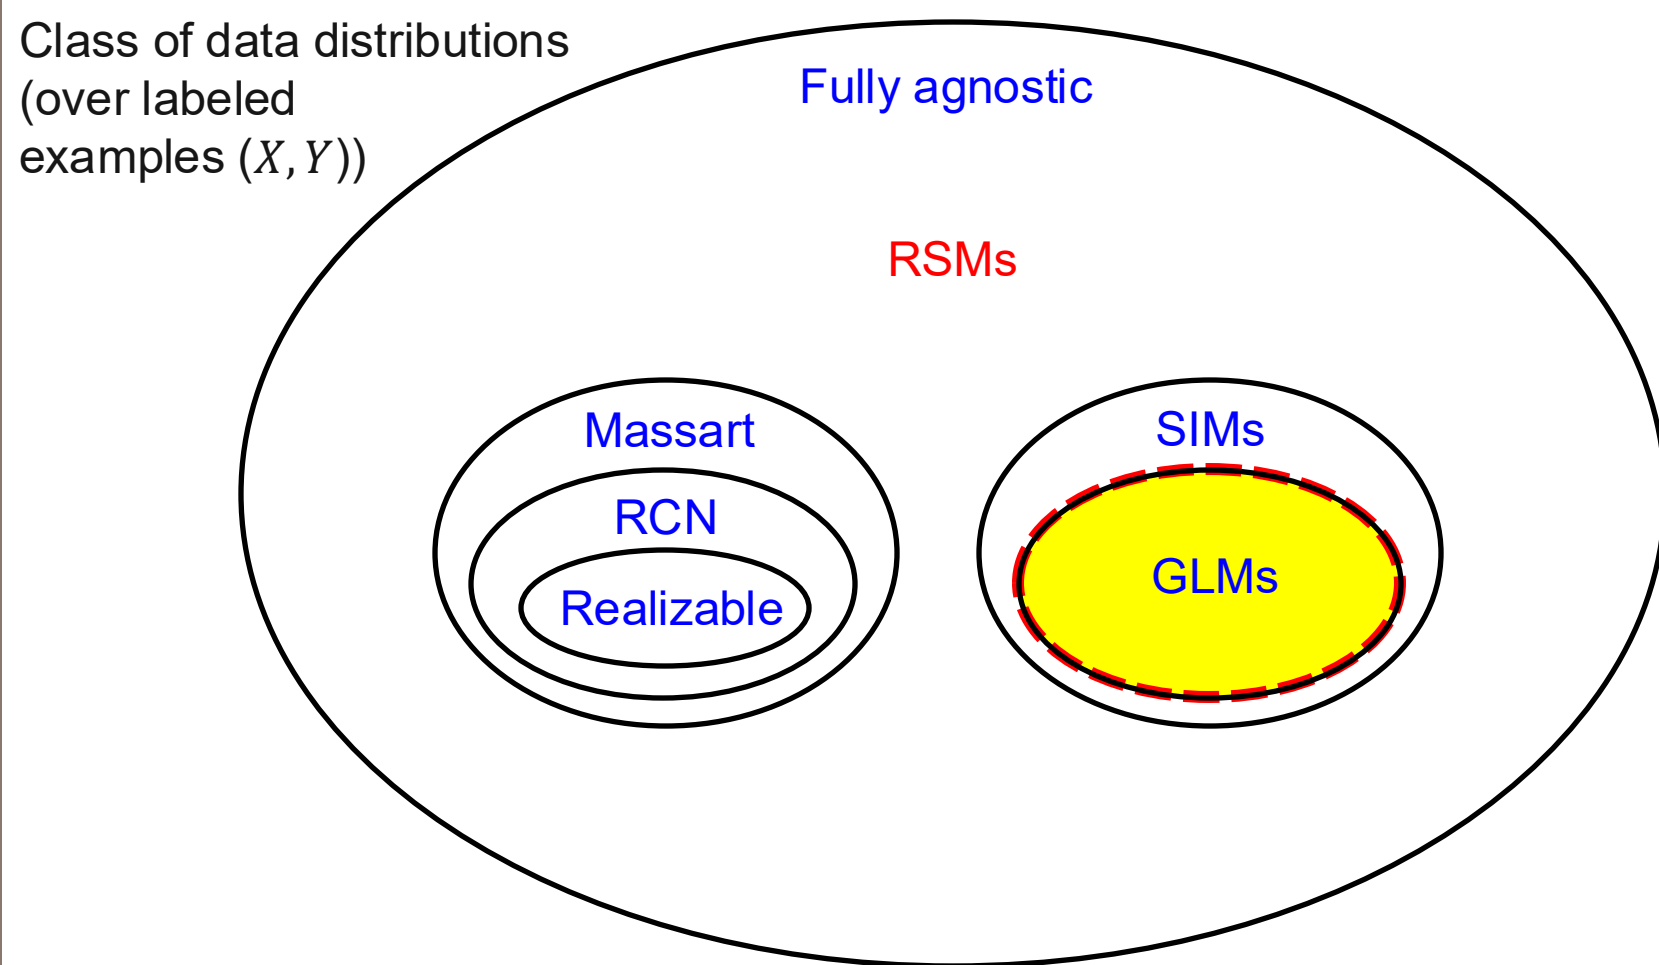 Class of data distributions
(over labeled
examples (X, Y))
Fully agnostic
RSMs
Massart
SIMs
RCN
GLMs
Realizable